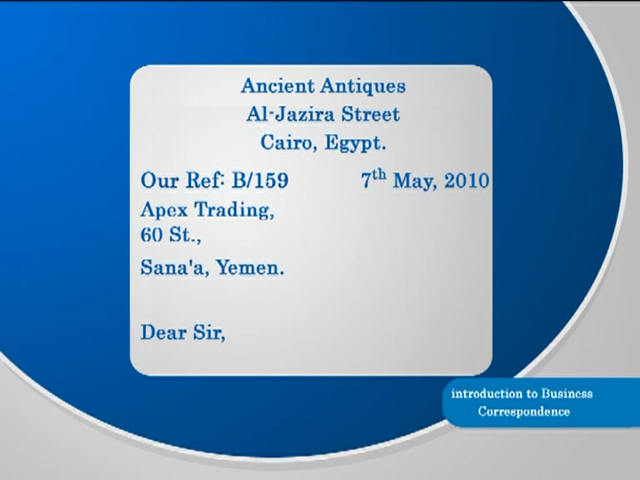 Ancient Antiques
Al-Jazira Street
Cairo, Egypt.
Our Ref: B/159 7th May, 2010
Apex Trading,
60 St.,
Sana'a, Yemen.
Dear Sir,
introduction to Business
Correspondence